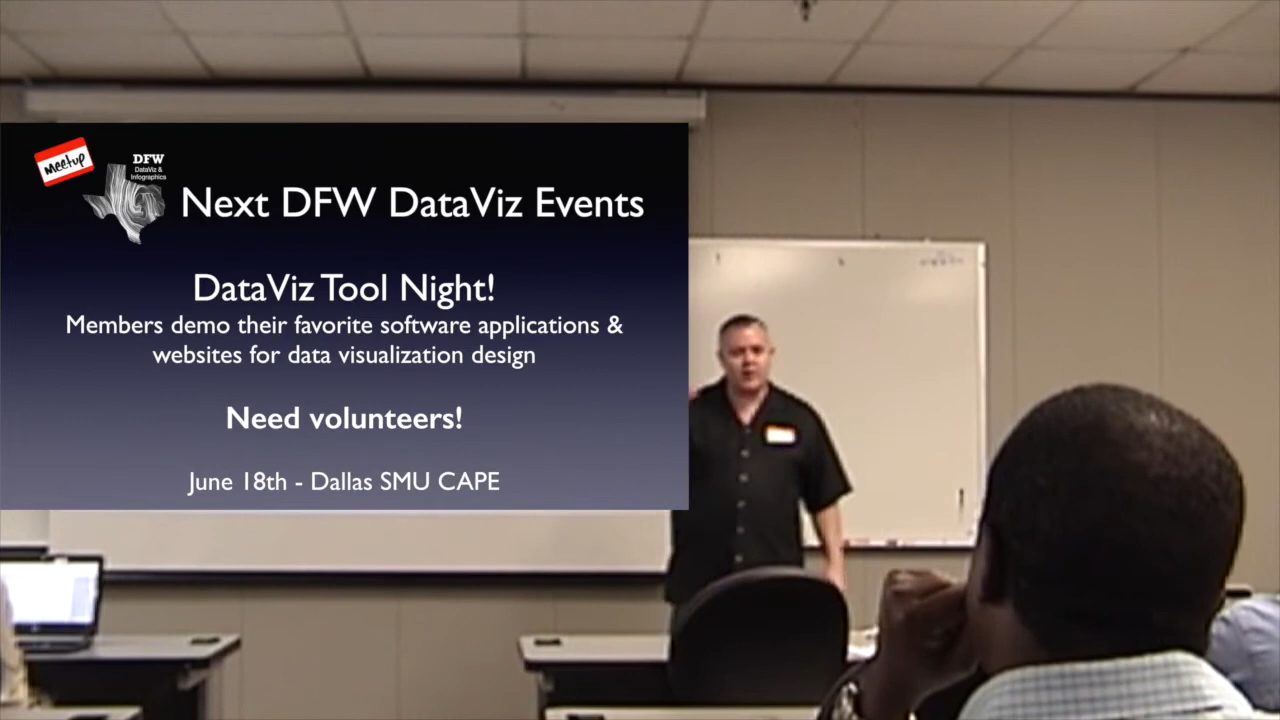 Meetup
DFW
DataViz &
Infographics
Next DFW DataViz Events
DataViz Tool Night!
Members demo their favorite software applications &
websites for data visualization design
Need volunteers!
June 18th - Dallas SMU CAPE